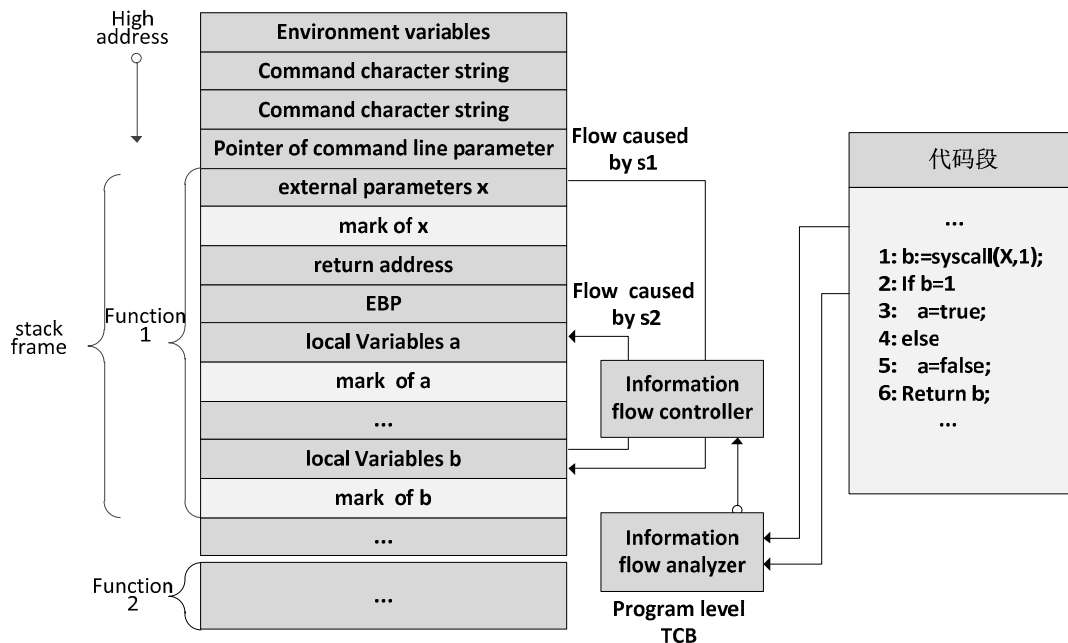 High
address
Environment variables
Command character string
Command character string
Pointer of command line parameter
external parameters x
mark of x
return address
EBP
local Variables a
mark of a
...
local Variables b
mark of b
...
...
stack
frame
Function
1
Function
2
Flow caused
by s1
Flow caused
by s2
Information
flow controller
Information
flow analyzer
Program level
TCB
代码段
...
1: b:=syscall(X,1);
2: If b=1
3: a=true;
4: else
5: a=false;
6: Return b;
...